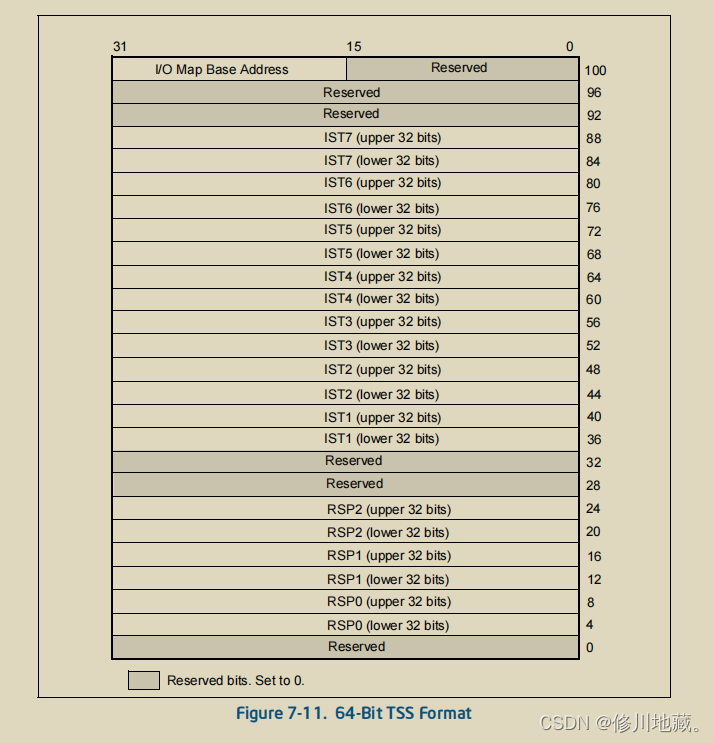 31 15 0
I/O Map Base Address Reserved 100
Reserved 96
Reserved 92
IST7 (upper 32 bits) 88
IST7 (lower 32 bits) 84
IST6 (upper 32 bits) 80
IST6 (lower 32 bits) 76
IST5 (upper 32 bits) 72
IST5 (lower 32 bits) 68
IST4 (upper 32 bits) 64
IST4 (lower 32 bits) 60
IST3 (upper 32 bits) 56
IST3 (lower 32 bits) 52
IST2 (upper 32 bits) 48
IST2 (lower 32 bits) 44
IST1 (upper 32 bits) 40
IST1 (lower 32 bits) 36
Reserved 32
Reserved 28
RSP2 (upper 32 bits) 24
RSP2 (lower 32 bits) 20
RSP1 (upper 32 bits) 16
RSP1 (lower 32 bits) 12
RSP0 (upper 32 bits) 8
RSP0 (lower 32 bits) 4
Reserved 0
Reserved bits. Set to 0.
Figure 7-11. 64-Bit TSS Format
CSDN @修川地藏。